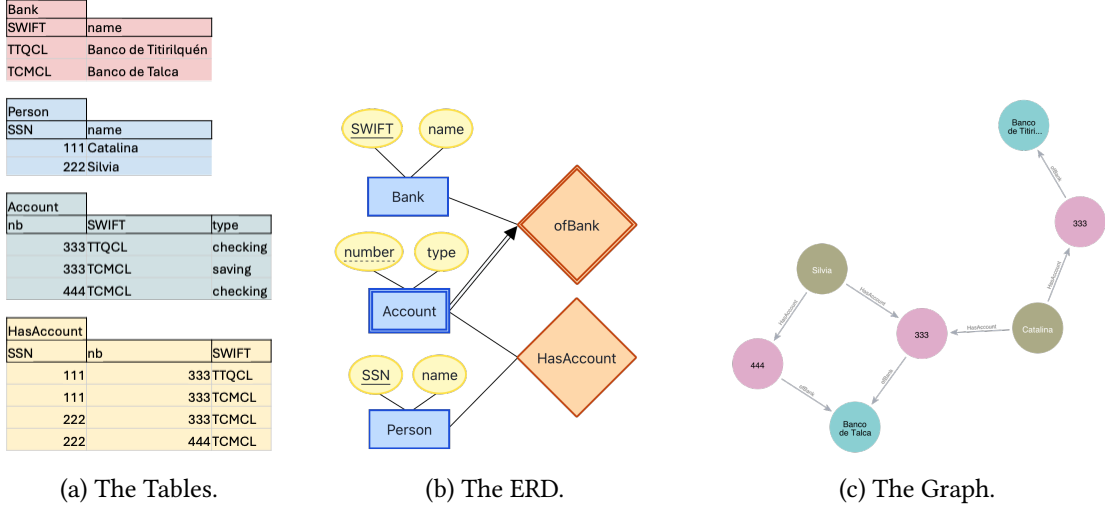 Bank
SWIFT name
TTQCL Banco de Titirilquén
TCMCL Banco de Talca
Person
SSN name
111 Catalina
222 Silvia
Account
nb SWIFT type
333 TTQCL checking
333 TCMCL saving
444 TCMCL checking
HasAccount
SSN nb SWIFT
111 333 TTQCL
111 333 TCMCL
222 333 TCMCL
222 444 TCMCL
(a) The Tables.
SWIFT name
Bank
ofBank
number type
Account
HasAccount
SSN name
Person
(b) The ERD.
Banco
de Titiri...
ofBank
333
HasAccount
Silvia
HasAccount
HasAccount
333
HasAccount
Catalina
444
ofBank
ofBank
Banco
de Talca
(c) The Graph.